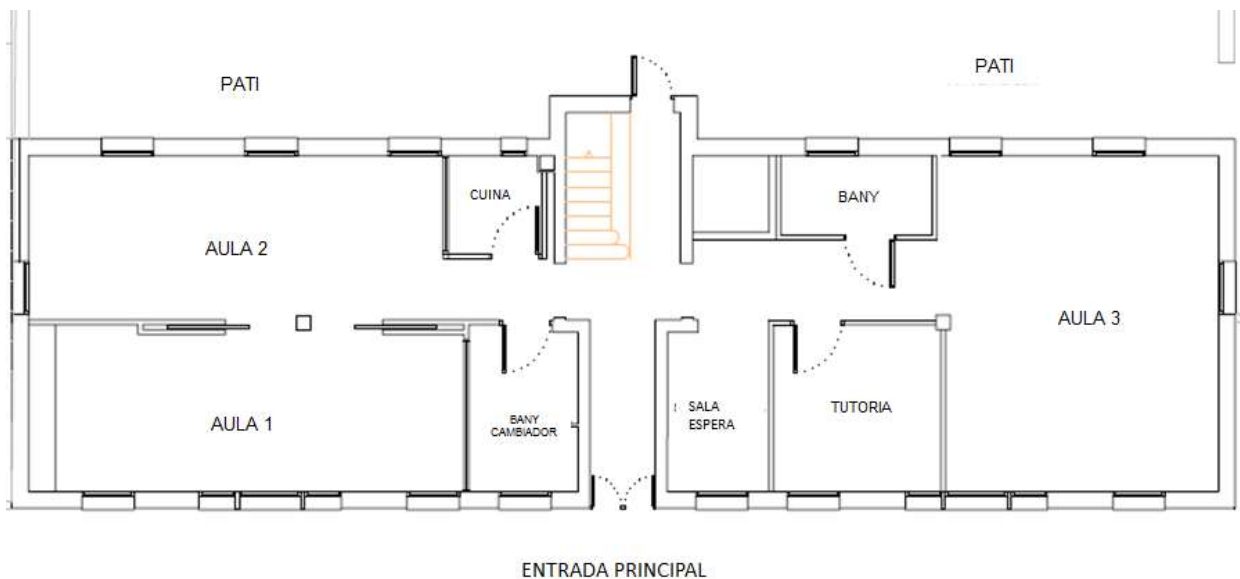 PATI
PATI
CUINA
BANY
AULA 2
AULA 3
AULA 1
BANY
CAMBIADOR
SALA
ESPERA
TUTORIA
ENTRADA PRINCIPAL